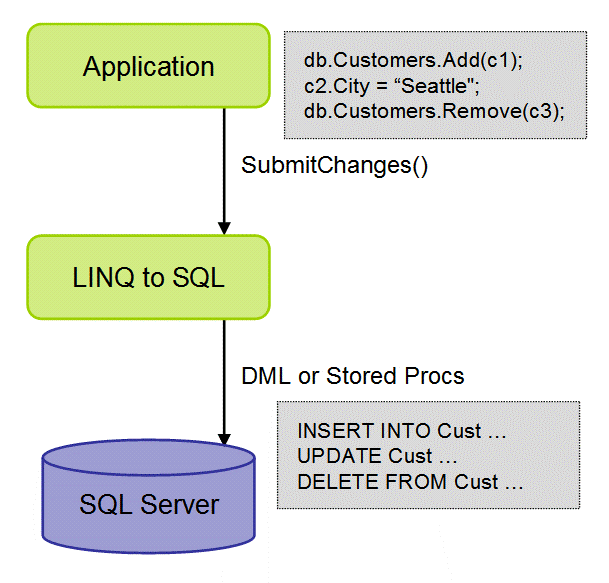 Application
db.Customers.Add(c1);
c2.City = “Seattle";
db.Customers.Remove(c3);
SubmitChanges()
LINQ to SQL
DML or Stored Procs
INSERT INTO Cust …
UPDATE Cust …
DELETE FROM Cust …
SQL Server